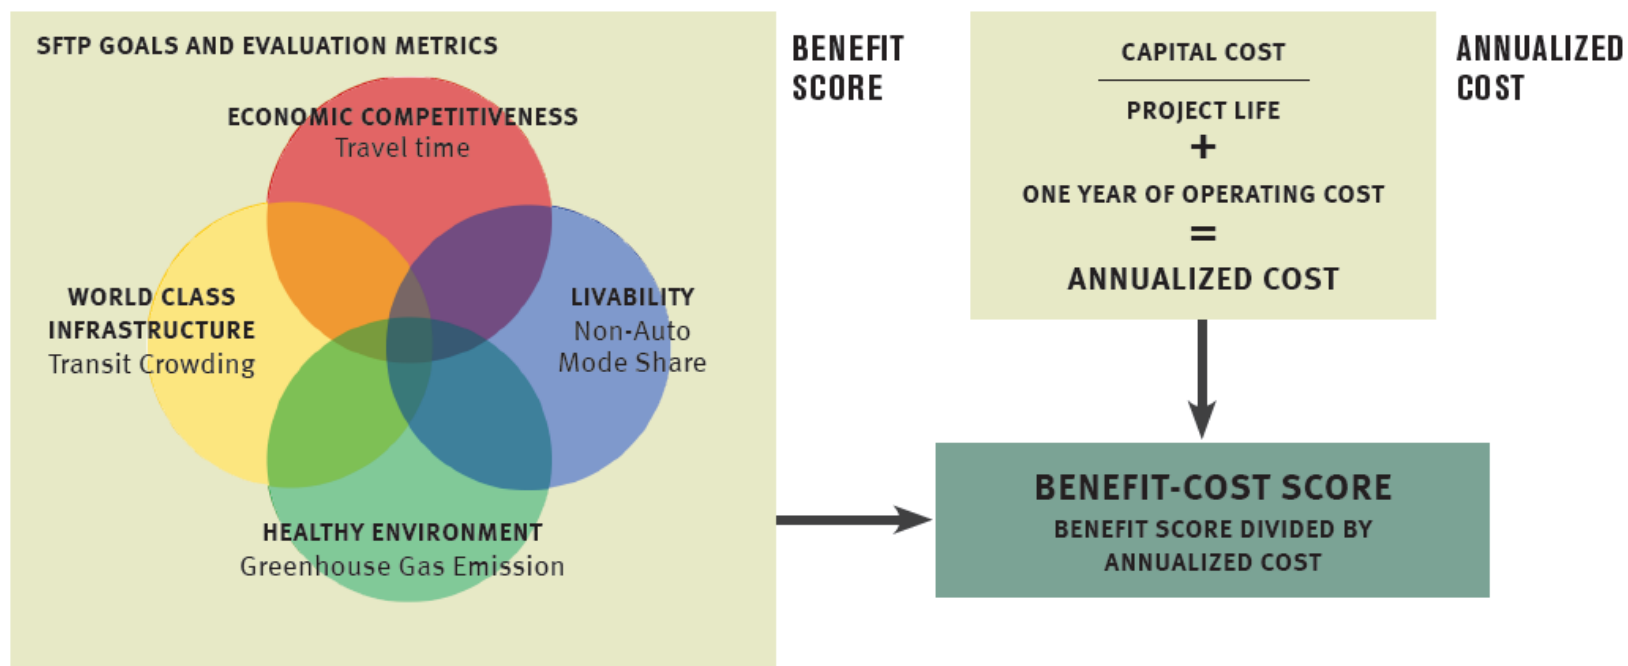 SFTP GOALS AND EVALUATION METRICS
ECONOMIC COMPETITIVENESS
Travel time
WORLD CLASS
INFRASTRUCTURE
Transit Crowding
LIVABILITY
Non-Auto
Mode Share
HEALTHY ENVIRONMENT
Greenhouse Gas Emission
BENEFIT
SCORE
CAPITAL COST
PROJECT LIFE
+
ONE YEAR OF OPERATING COST
=
ANNUALIZED COST
ANNUALIZED
COST
BENEFIT-COST SCORE
BENEFIT SCORE DIVIDED BY
ANNUALIZED COST